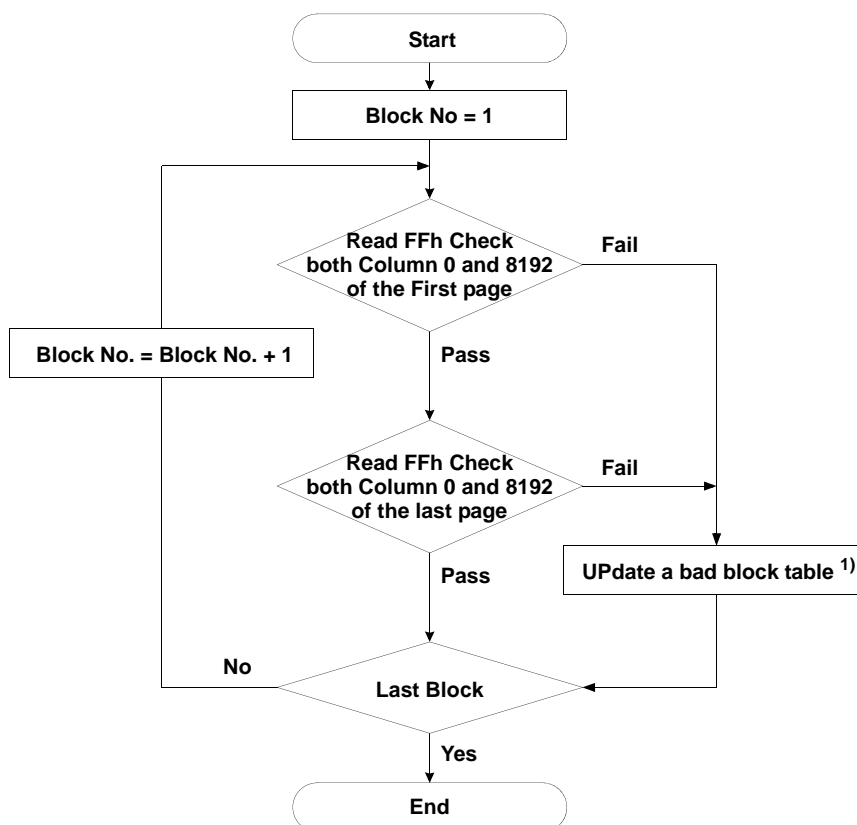 Start
Block No = 1
Read FFh Check
both Column 0 and 8192
of the First page
Fail
Block No. = Block No. + 1
Pass
Read FFh Check
both Column 0 and 8192
of the last page
Fail
Pass
UPdate a bad block table 1)
No
Last Block
Yes
End